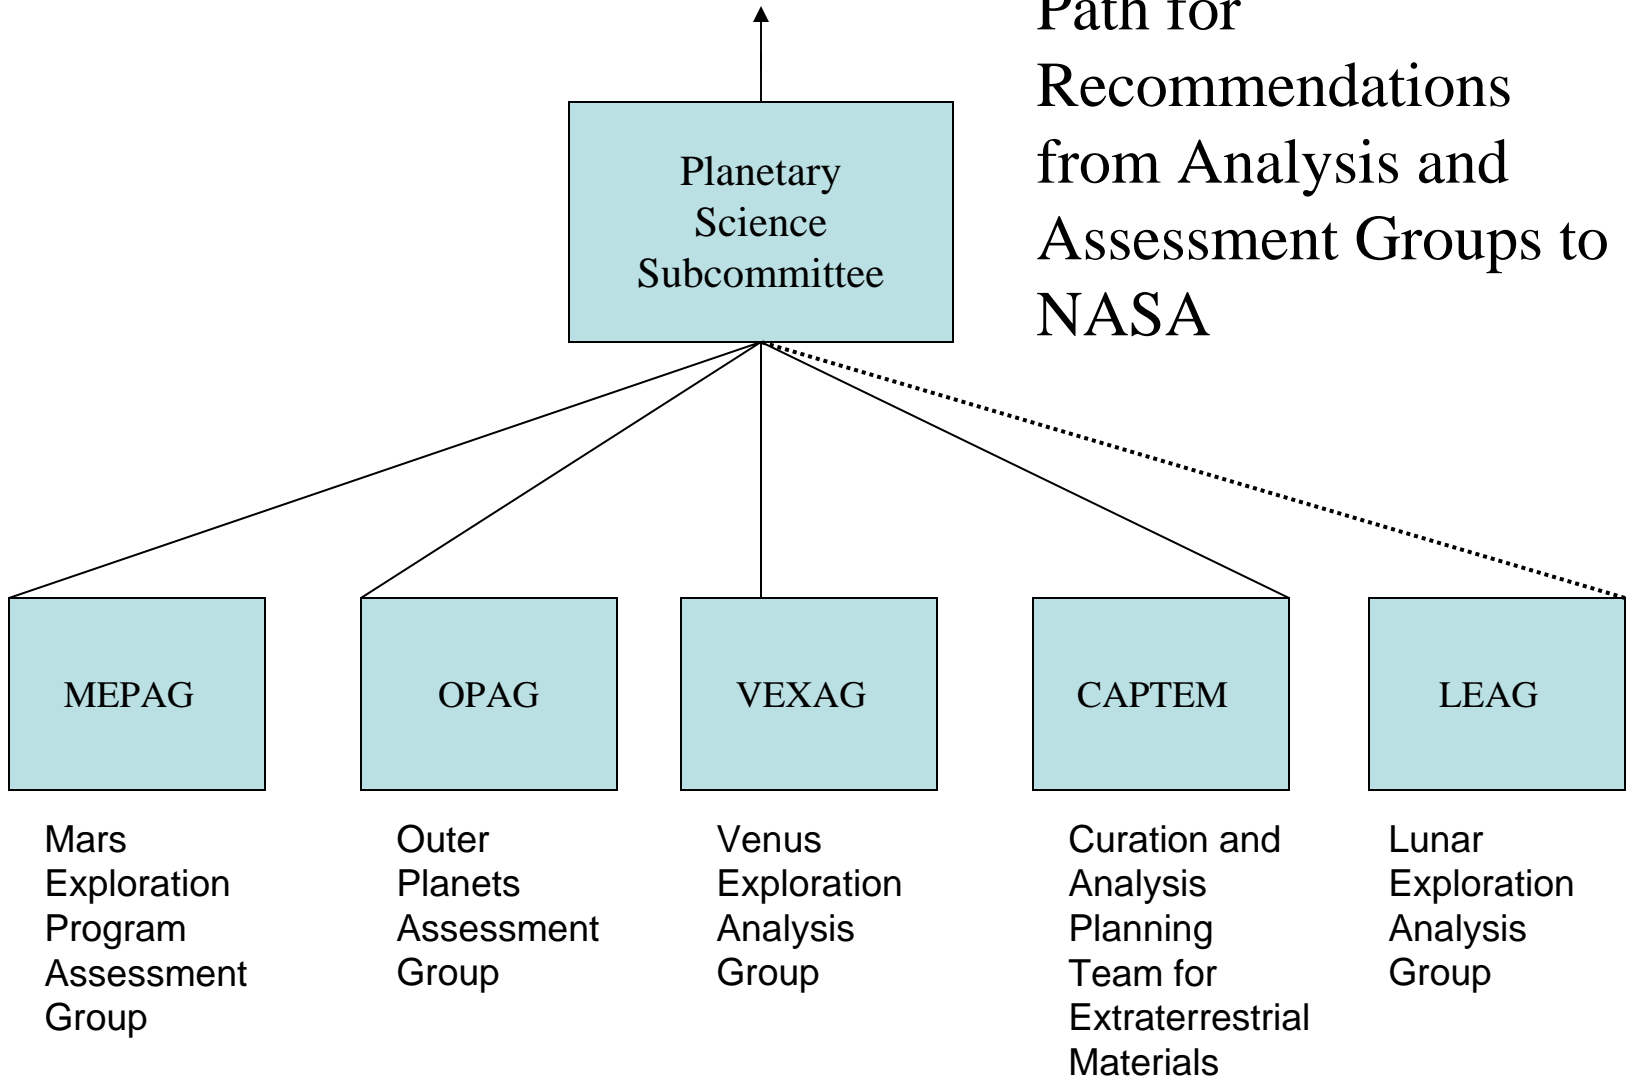 Path for
Recommendations
from Analysis and
Assessment Groups to
NASA
Planetary
Science
Subcommittee
MEPAG
OPAG
VEXAG
CAPTEM
LEAG
Mars
Exploration
Program
Assessment
Group
Outer
Planets
Assessment
Group
Venus
Exploration
Analysis
Group
Curation and
Analysis
Planning
Team for
Extraterrestrial
Materials
Lunar
Exploration
Analysis
Group